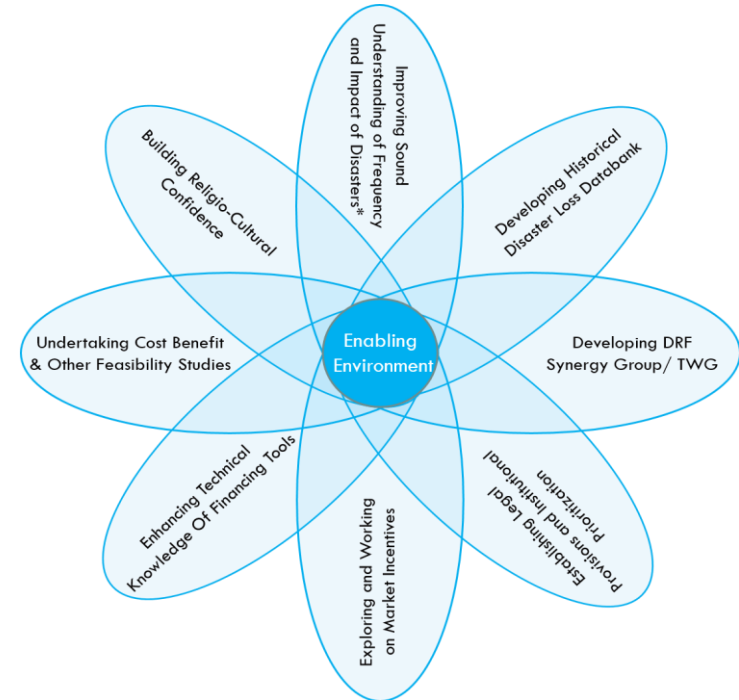 Improving Sound
Understanding of Frequency
and Impact of Disasters*
Developing Historical
Disaster Loss Databank
Developing DRF
Synergy Group/ TWG
Establishing Legal
Provisions and Institutional
Prioritization
Exploring and Working
on Market Incentives
Enhancing Technical
Knowledge Of Financing Tools
Undertaking Cost Benefit
& Other Feasibility Studies
Building Religio-Cultural
Confidence
Enabling
Environment